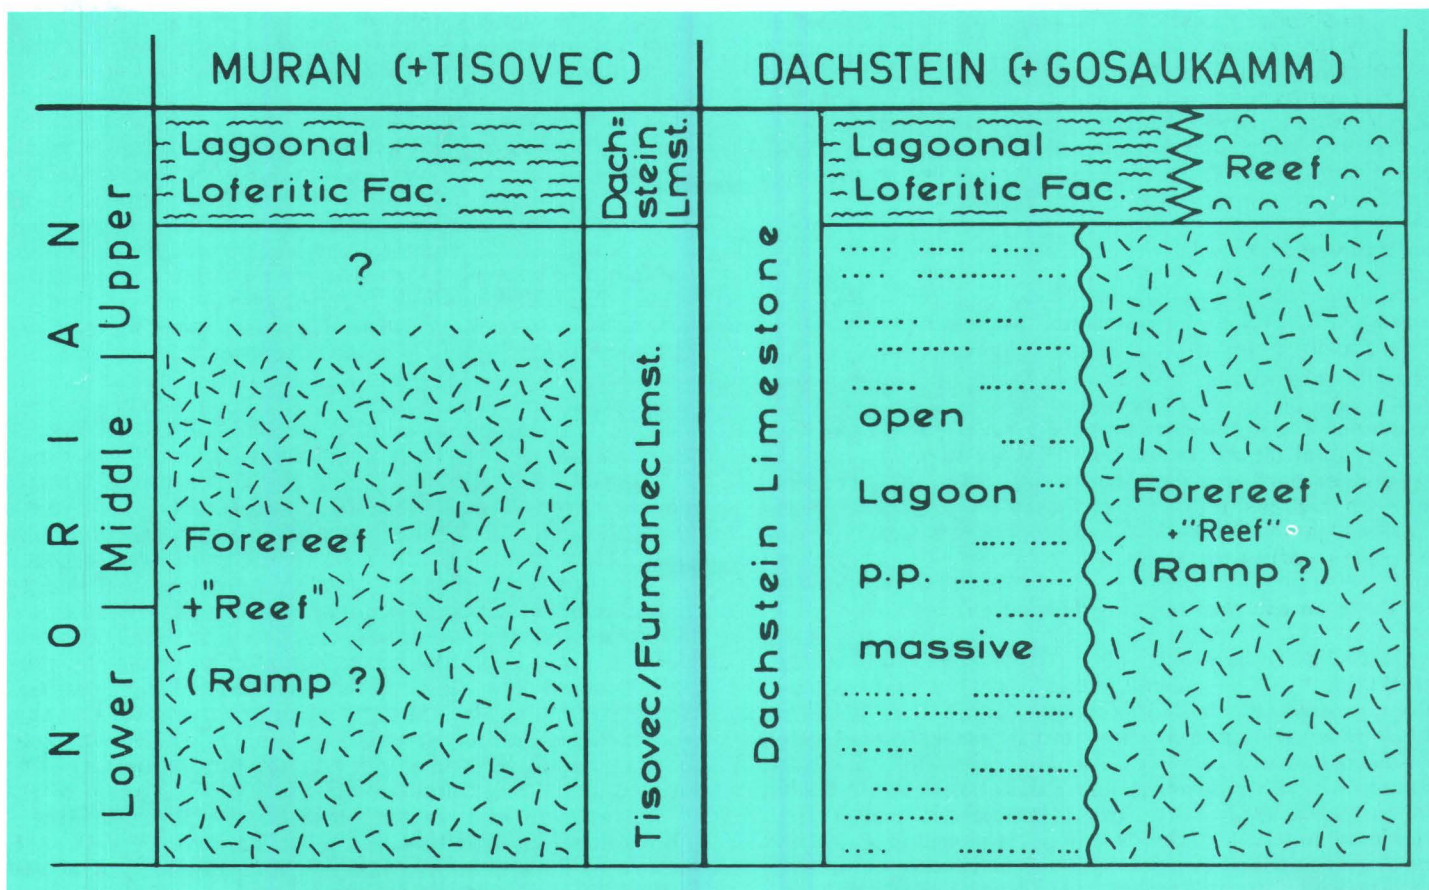 MURAN (+TISOVEC)
DACHSTEIN (+GOSAUKAMM)
NORIAN
Upper
Middle
Lower
Lagoonal
Loferitic Fac.
?
Forereef
+"Reef"
(Ramp ?)
Dach=
stein
Lmst.
Tisovec/Furmanec Lmst.
Dachstein Limestone
Lagoonal
Loferitic Fac.
Reef
open
Lagoon
p.p.
massive
Forereef
+"Reef"
(Ramp ?)